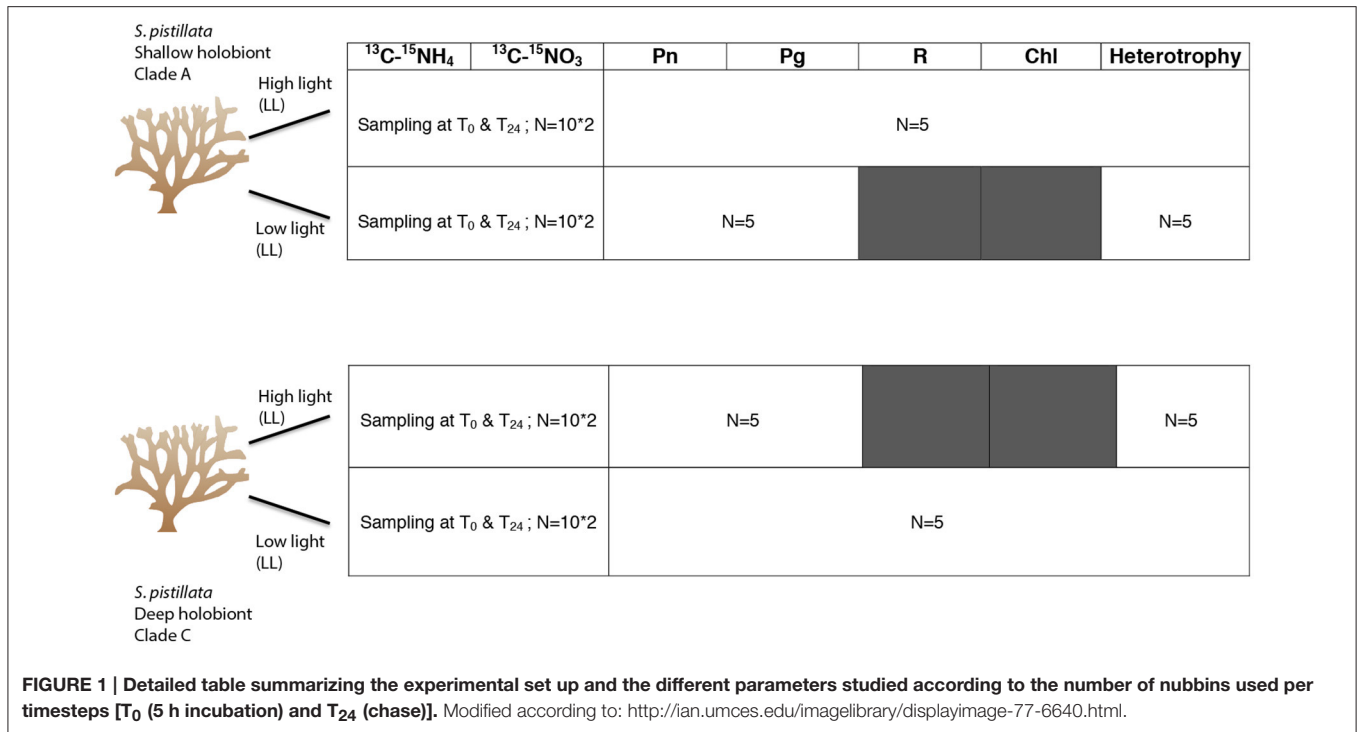 S. pistillata
Shallow holobiont
Clade A
High light
(LL)
Low light
(LL)
¹³C-¹⁵NH₄ ¹³C-¹⁵NO₃ Pn Pg R Chl Heterotrophy
Sampling at T₀ & T₂₄ ; N=10*2 N=5
Sampling at T₀ & T₂₄ ; N=10*2 N=5 N=5
High light
(LL)
Low light
(LL)
S. pistillata
Deep holobiont
Clade C
Sampling at T₀ & T₂₄ ; N=10*2 N=5 N=5
Sampling at T₀ & T₂₄ ; N=10*2 N=5
FIGURE 1 | Detailed table summarizing the experimental set up and the different parameters studied according to the number of nubbins used per
timesteps [T₀ (5 h incubation) and T₂₄ (chase)]. Modified according to: http://ian.umces.edu/imagelibrary/displayimage-77-6640.html.